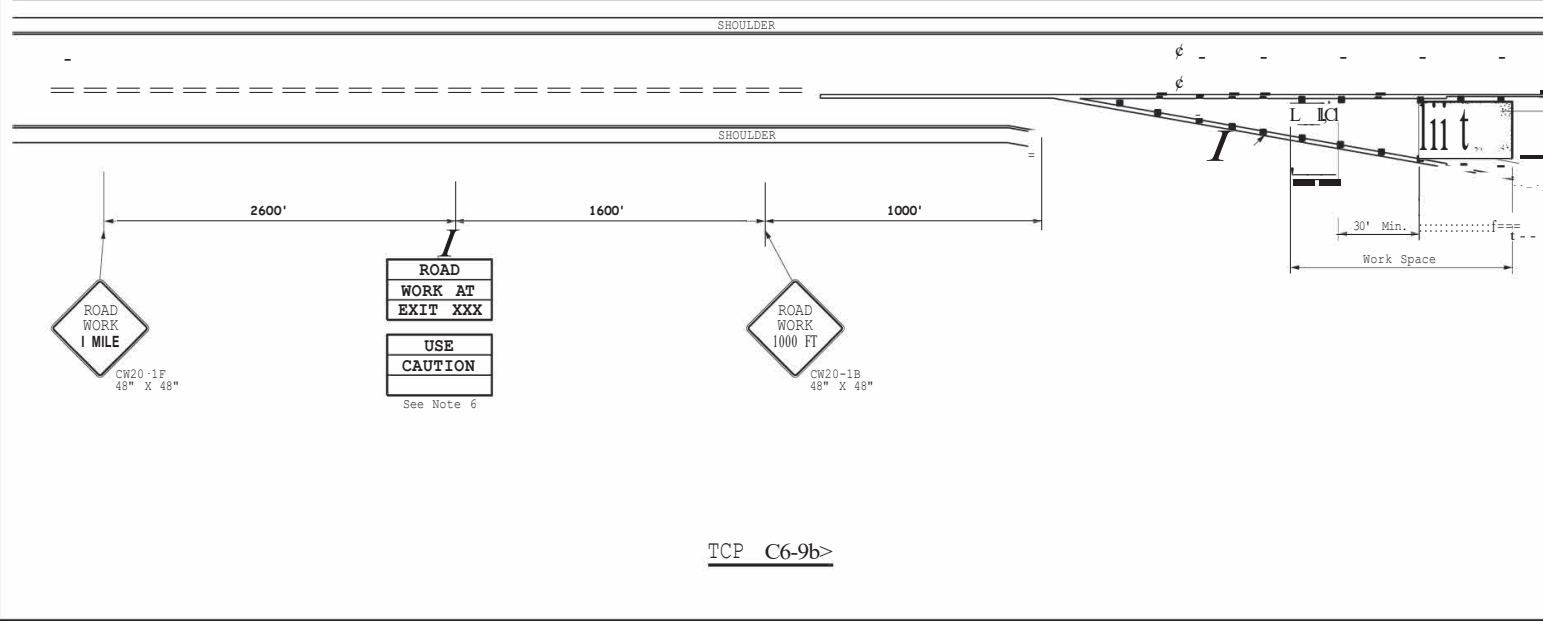 SHOULDER
¢
¢
SHOULDER
2600'
1600'
1000'
30' Min.
Work Space
ROAD
WORK AT
EXIT XXX
USE
CAUTION
See Note 6
ROAD
WORK
1 MILE
CW20-1F
48" X 48"
ROAD
WORK
1000 FT
CW20-1B
48" X 48"
TCP C6-9b>